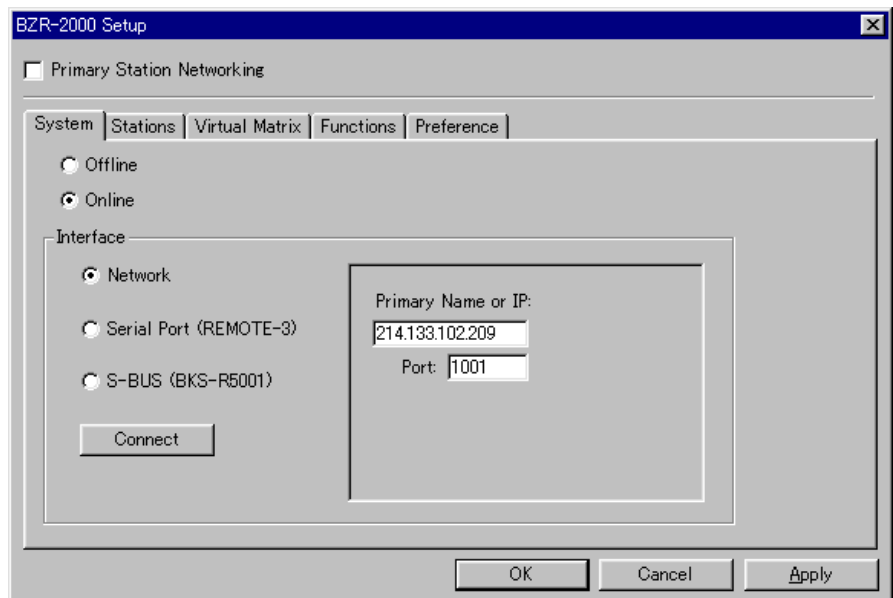 BZR-2000 Setup
Primary Station Networking
System Stations Virtual Matrix Functions Preference
Offline
Online
Interface
Network
Primary Name or IP:
214.133.102.209
Serial Port (REMOTE-3)
Port: 1001
S-BUS (BKS-R5001)
Connect
OK Cancel Apply